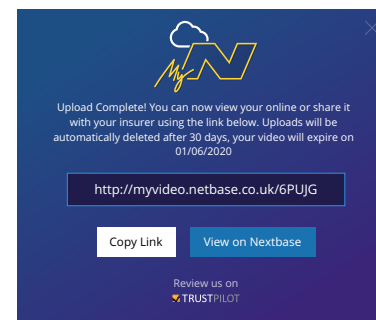 My N
Upload Complete! You can now view your online or share it
with your insurer using the link below. Uploads will be
automatically deleted after 30 days, your video will expire on
01/06/2020
http://myvideo.netbase.co.uk/6PUJG
Copy Link View on Nextbase
Review us on
TRUSTPILOT